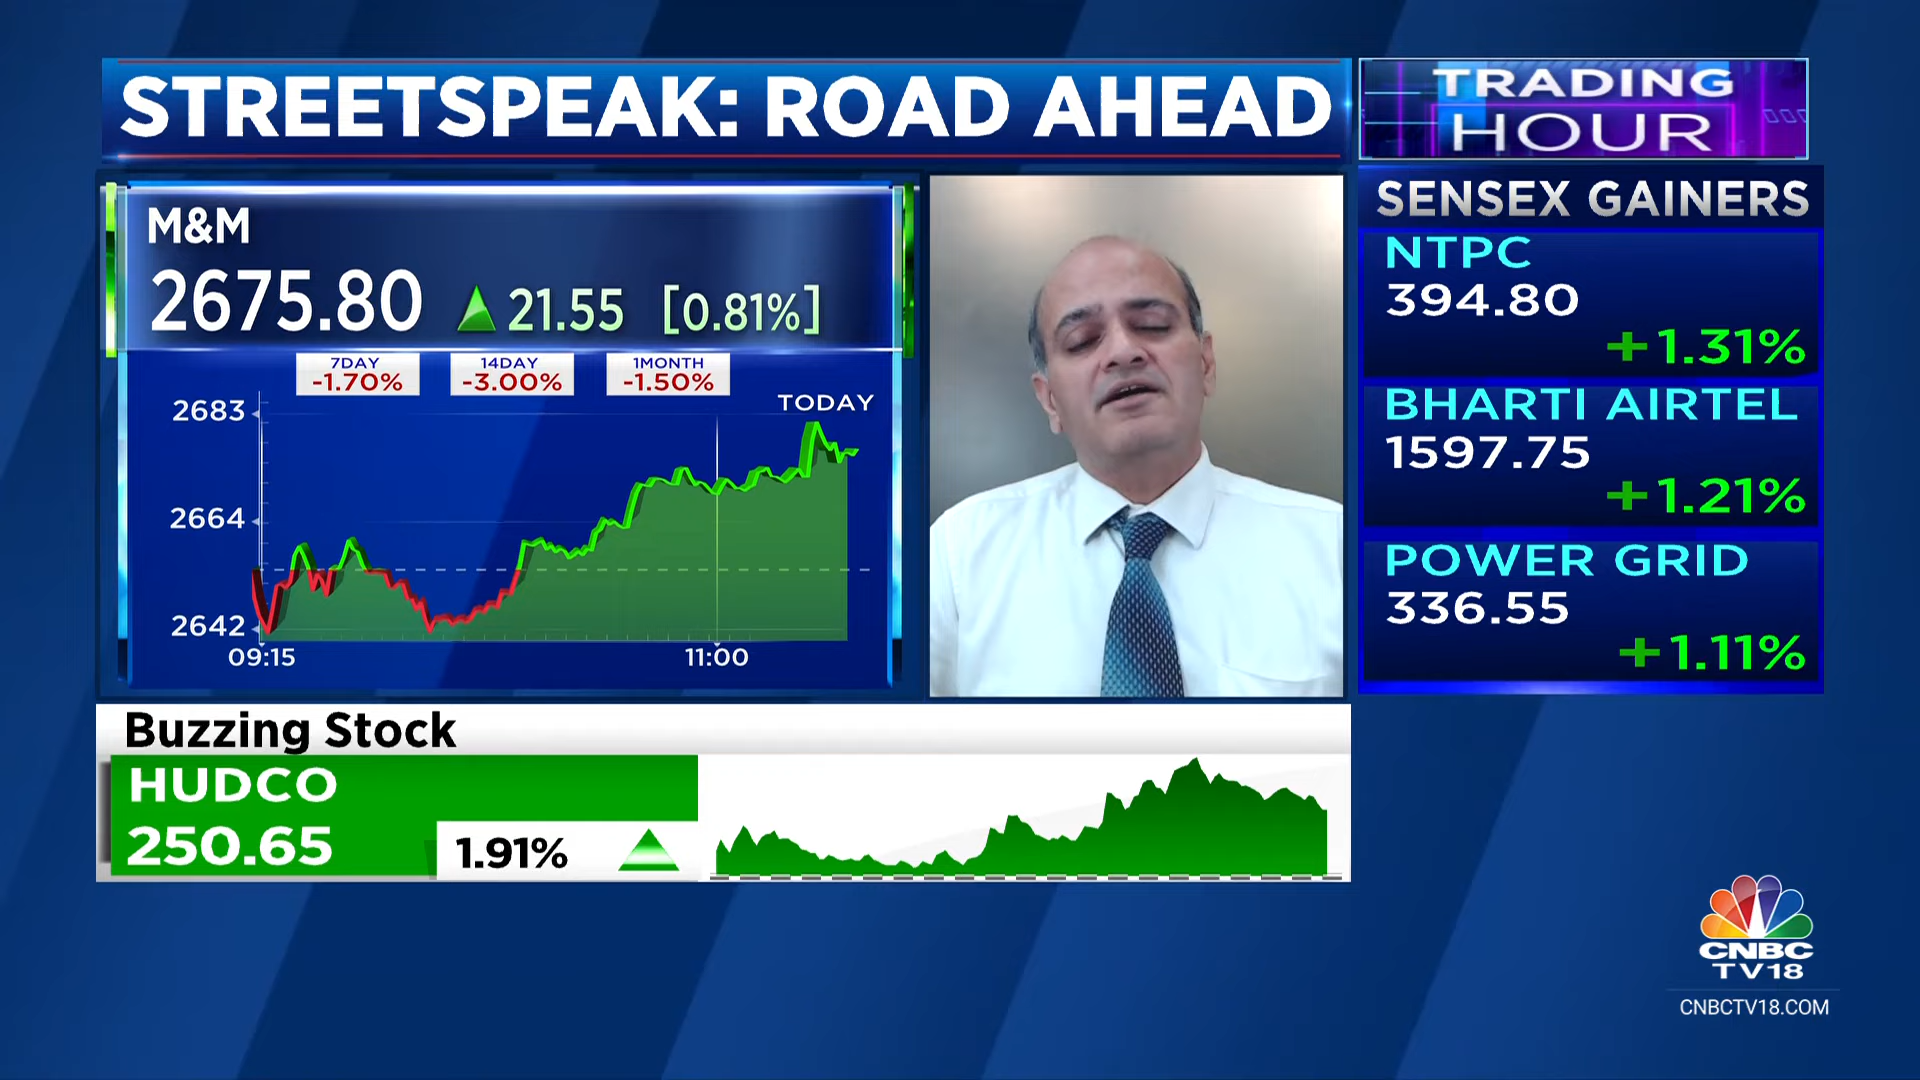 STREETSPEAK: ROAD AHEAD
TRADING
HOUR
M&M
2675.80 21.55 [0.81%]
7DAY
-1.70%
14DAY
-3.00%
1MONTH
-1.50%
TODAY
2683
2664
2642
09:15
11:00
SENSEX GAINERS
NTPC
394.80
+1.31%
BHARTI AIRTEL
1597.75
+1.21%
POWER GRID
336.55
+1.11%
Buzzing Stock
HUDCO
250.65
1.91%
CNBC
TV18
CNBCTV18.COM